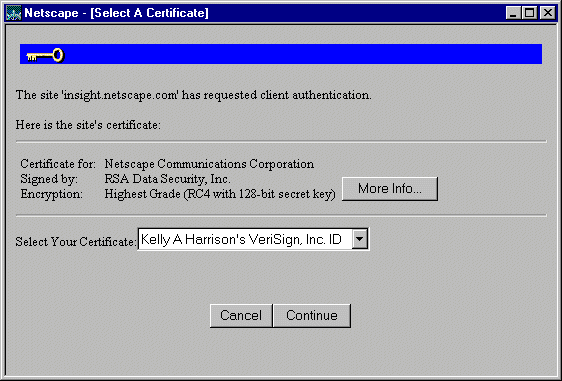 Netscape - [Select A Certificate]
The site 'insight.netscape.com' has requested client authentication.
Here is the site's certificate:
Certificate for: Netscape Communications Corporation
Signed by: RSA Data Security, Inc.
Encryption: Highest Grade (RC4 with 128-bit secret key) More Info...
Select Your Certificate: Kelly A Harrison's VeriSign, Inc. ID
Cancel Continue